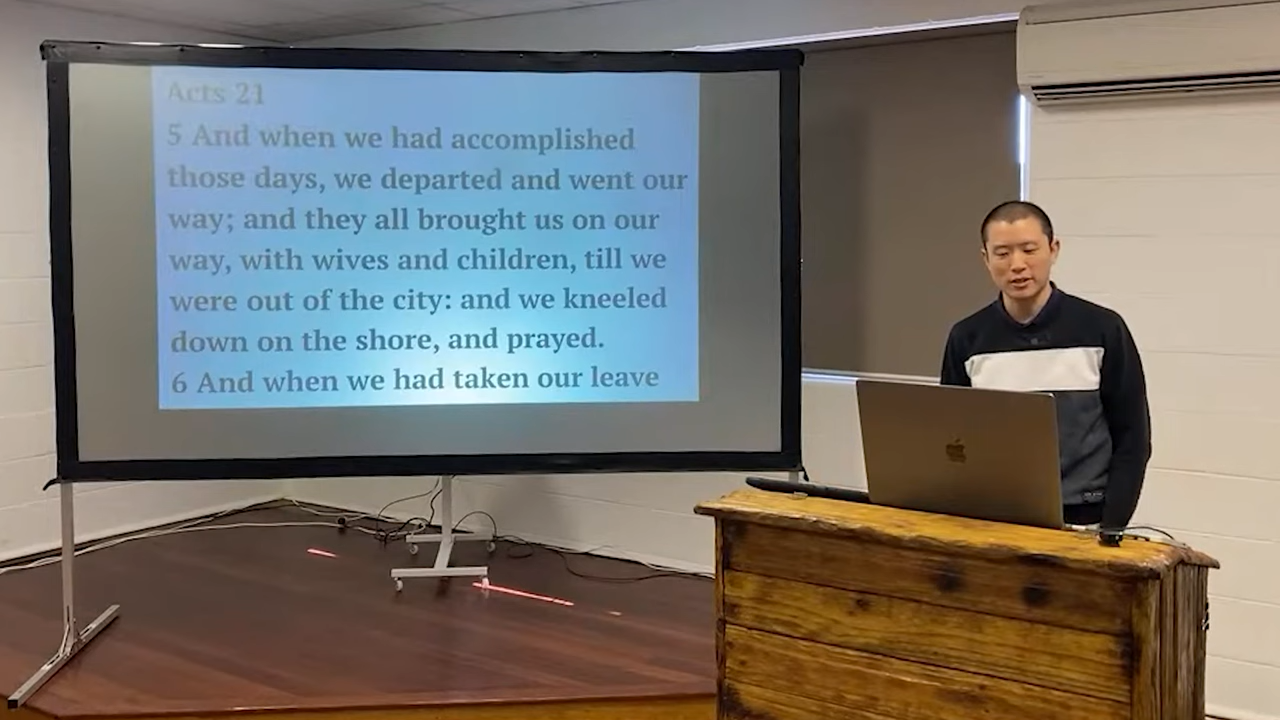 Acts 21
5 And when we had accomplished
those days, we departed and went our
way; and they all brought us on our
way, with wives and children, till we
were out of the city: and we kneeled
down on the shore, and prayed.
6 And when we had taken our leave